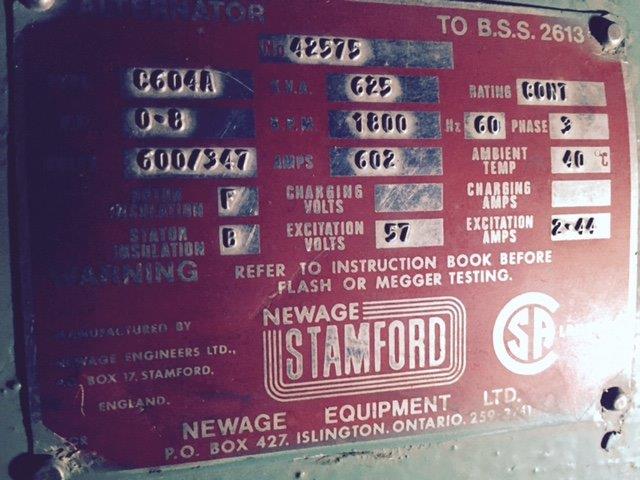 ALTERNATOR TO B.S.S. 2613
42575
C604A K.V.A. 625 RATING CONT
0-8 R.P.M. 1800 Hz 60 PHASE 3
600/347 AMPS 602 AMBIENT TEMP 40 °C
ROTOR INSULATION F CHARGING VOLTS CHARGING AMPS
STATOR INSULATION B EXCITATION VOLTS 57 EXCITATION AMPS 2-44
WARNING REFER TO INSTRUCTION BOOK BEFORE
FLASH OR MEGGER TESTING.
MANUFACTURED BY
NEWAGE ENGINEERS LTD.,
P.O. BOX 17, STAMFORD,
ENGLAND.
NEWAGE
STAMFORD
CSA
NEWAGE EQUIPMENT LTD.
P.O. BOX 427, ISLINGTON, ONTARIO.